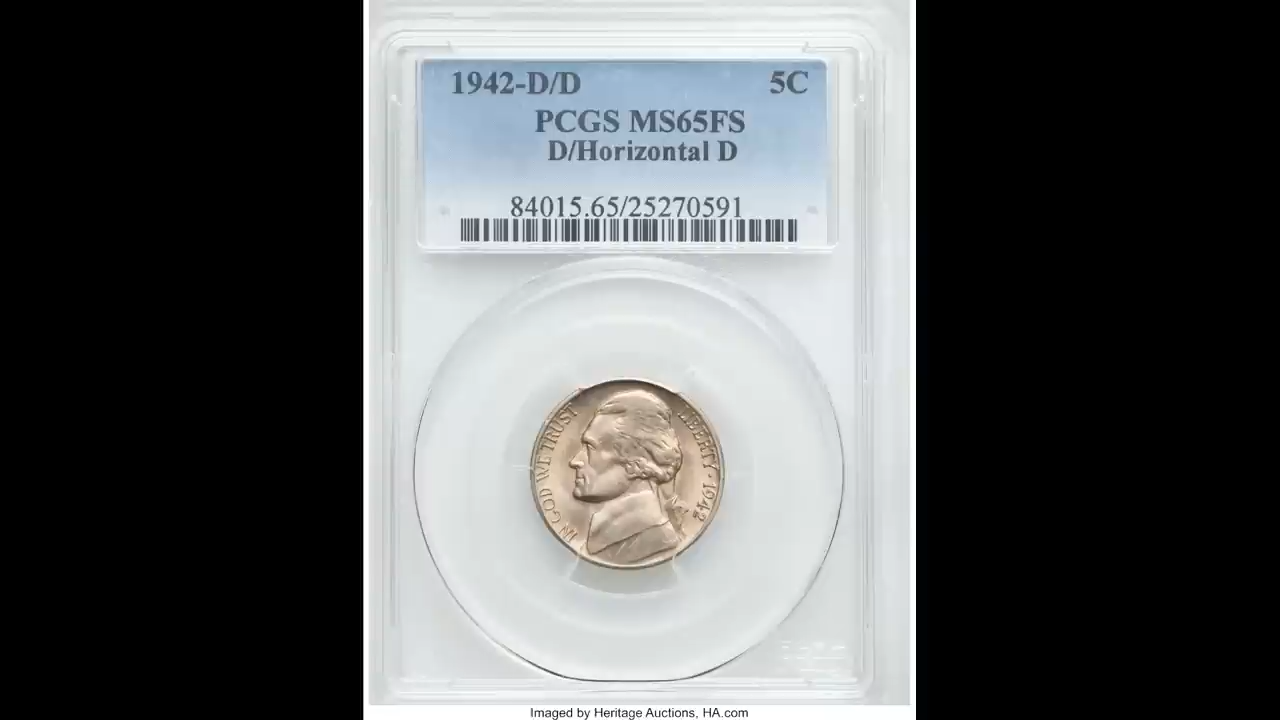 1942-D/D 5C
PCGS MS65FS
D/Horizontal D
84015.65/25270591
IN GOD WE TRUST
LIBERTY · 1942
Imaged by Heritage Auctions, HA.com